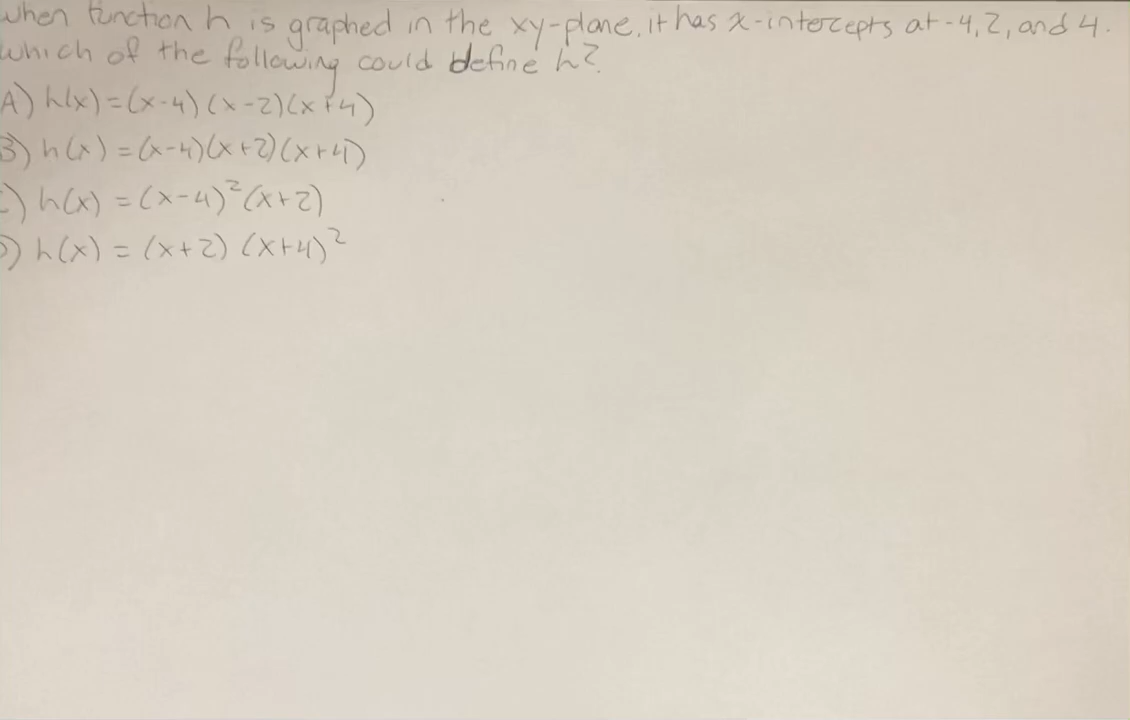 when function h is graphed in the xy-plane, it has x-intercepts at -4, 2, and 4.
which of the following could define h?
A) h(x) = (x-4) (x-2)(x+4)
B) h(x) = (x-4)(x+2)(x+4)
C) h(x) = (x-4)²(x+2)
D) h(x) = (x+2) (x+4)²